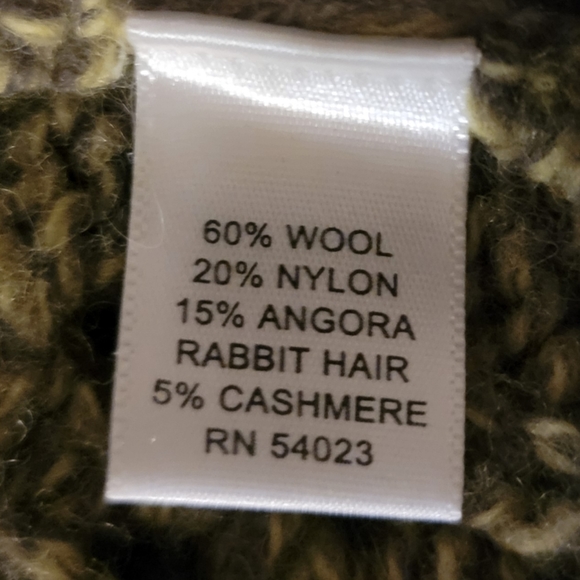 60% WOOL
20% NYLON
15% ANGORA
RABBIT HAIR
5% CASHMERE
RN 54023